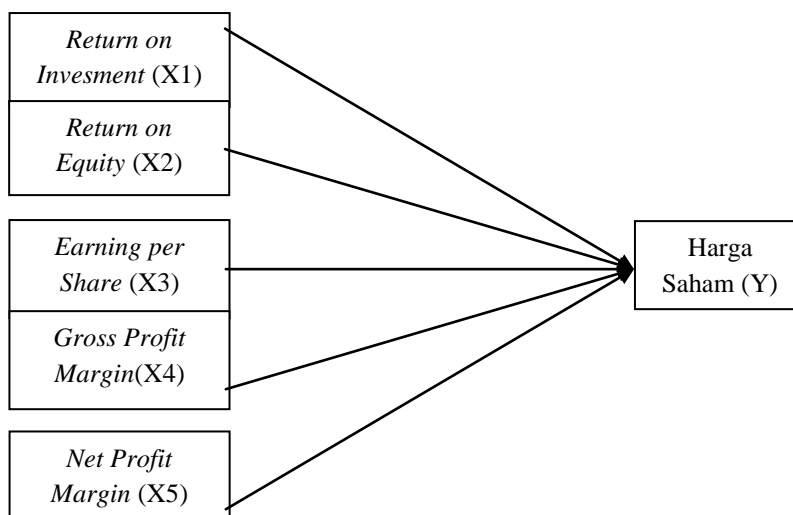 Return on
Invesment (X1)
Return on
Equity (X2)
Earning per
Share (X3)
Gross Profit
Margin(X4)
Net Profit
Margin (X5)
Harga
Saham (Y)